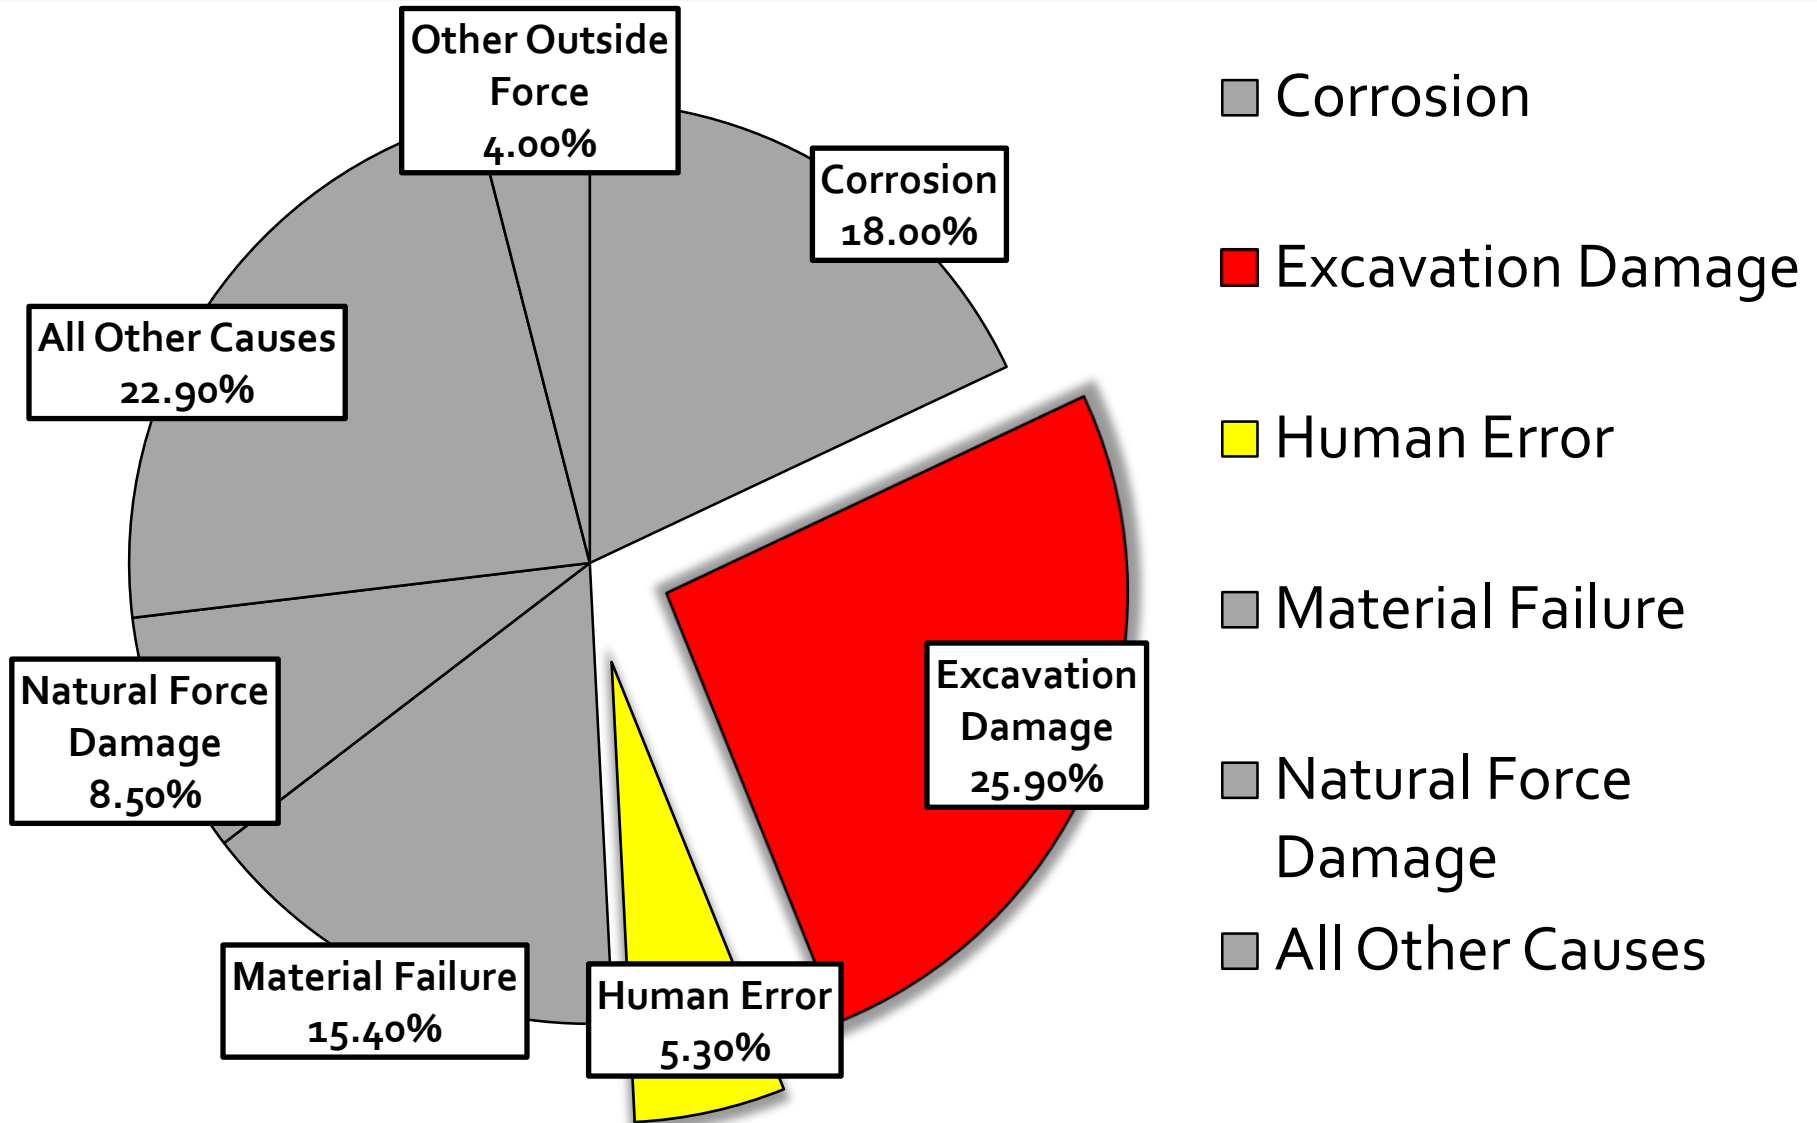 Other Outside
Force
4.00%
Corrosion
18.00%
All Other Causes
22.90%
Excavation
Damage
25.90%
Natural Force
Damage
8.50%
Material Failure
15.40%
Human Error
5.30%
Corrosion
Excavation Damage
Human Error
Material Failure
Natural Force
Damage
All Other Causes